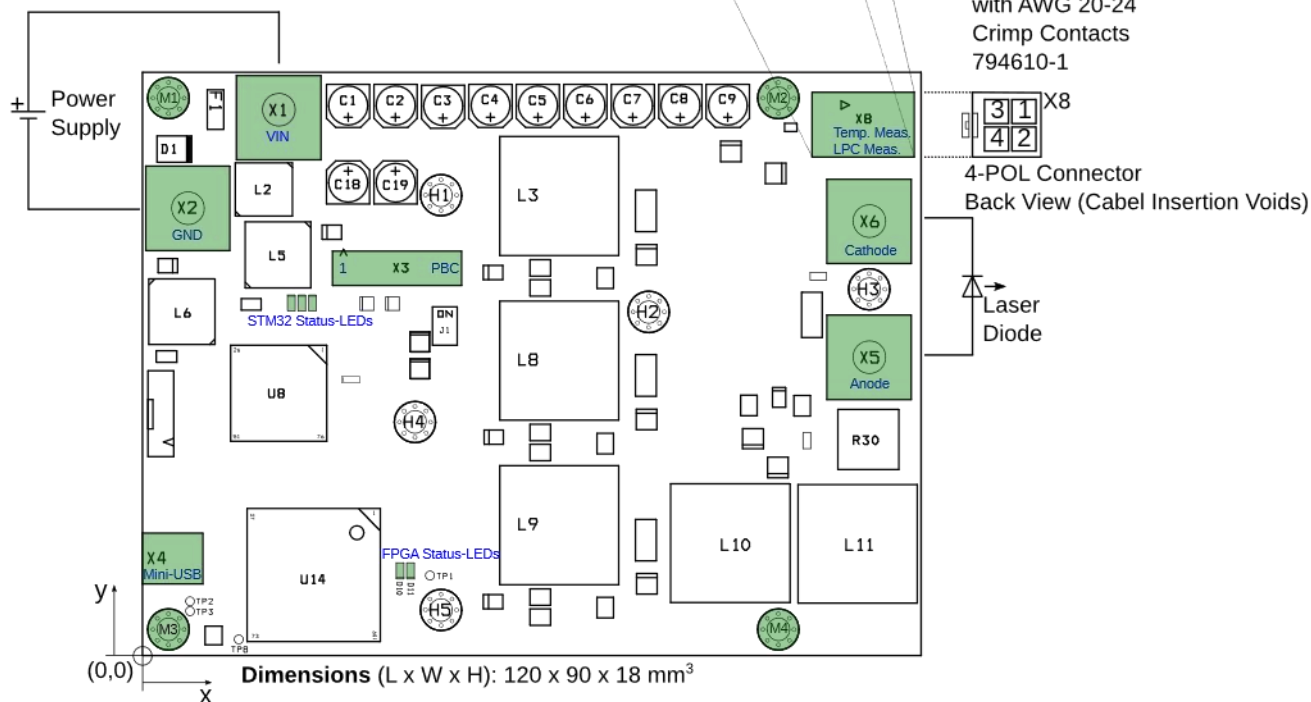 with AWG 20-24
Crimp Contacts
794610-1
Power
Supply
+
M1
F1
X1
VIN
C1
C2
C3
C4
C5
C6
C7
C8
C9
M2
X8
Temp. Meas.
LPC Meas.
3 1
4 2
X8
4-POL Connector
Back View (Cabel Insertion Voids)
D1
X2
GND
L2
C18
C19
H1
L3
X6
Cathode
L5
1 X3 PBC
H3
Laser
Diode
L6
STM32 Status-LEDs
ON
J1
H2
X5
Anode
U8
L8
H4
R30
L9
L10
L11
X4
Mini-USB
U14
FPGA Status-LEDs
D10
D11
TP1
TP2
TP3
TP8
H5
M3
M4
y
(0,0)
x
Dimensions (L x W x H): 120 x 90 x 18 mm³